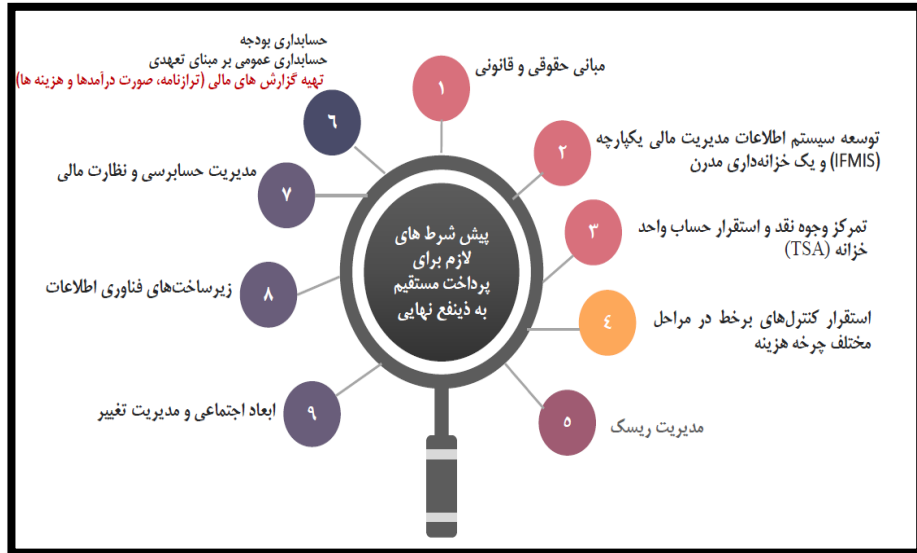 پیش شرط های
لازم برای
پرداخت مستقیم
به ذینفع نهایی
۱
مبانی حقوقی و قانونی
۲
توسعه سیستم اطلاعات مدیریت مالی یکپارچه
(IFMIS) و یک خزانه‌داری مدرن
۳
تمرکز وجوه نقد و استقرار حساب واحد
خزانه (TSA)
٤
استقرار کنترل‌های برخط در مراحل
مختلف چرخه هزینه
٥
مدیریت ریسک
٦
حسابداری بودجه
حسابداری عمومی بر مبنای تعهدی
تهیه گزارش های مالی (ترازنامه، صورت درآمدها و هزینه ها)
۷
مدیریت حسابرسی و نظارت مالی
۸
زیرساخت‌های فناوری اطلاعات
۹
ابعاد اجتماعی و مدیریت تغییر